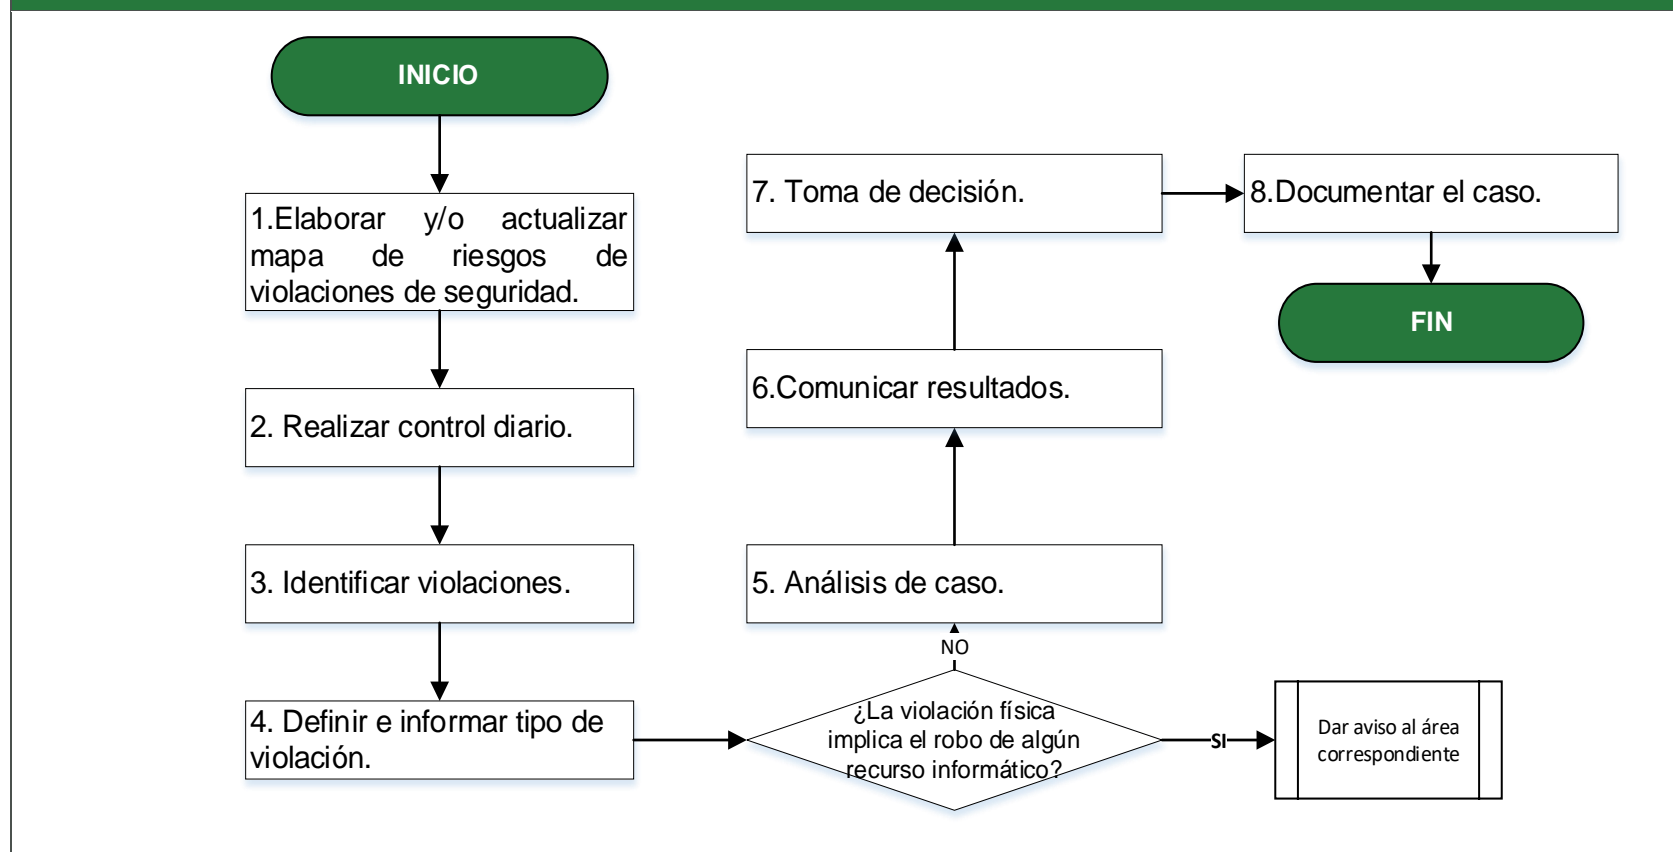 INICIO
1.Elaborar y/o actualizar
mapa de riesgos de
violaciones de seguridad.
2. Realizar control diario.
3. Identificar violaciones.
4. Definir e informar tipo de
violación.
¿La violación física
implica el robo de algún
recurso informático?
NO
SI
Dar aviso al área
correspondiente
5. Análisis de caso.
6.Comunicar resultados.
7. Toma de decisión.
8.Documentar el caso.
FIN